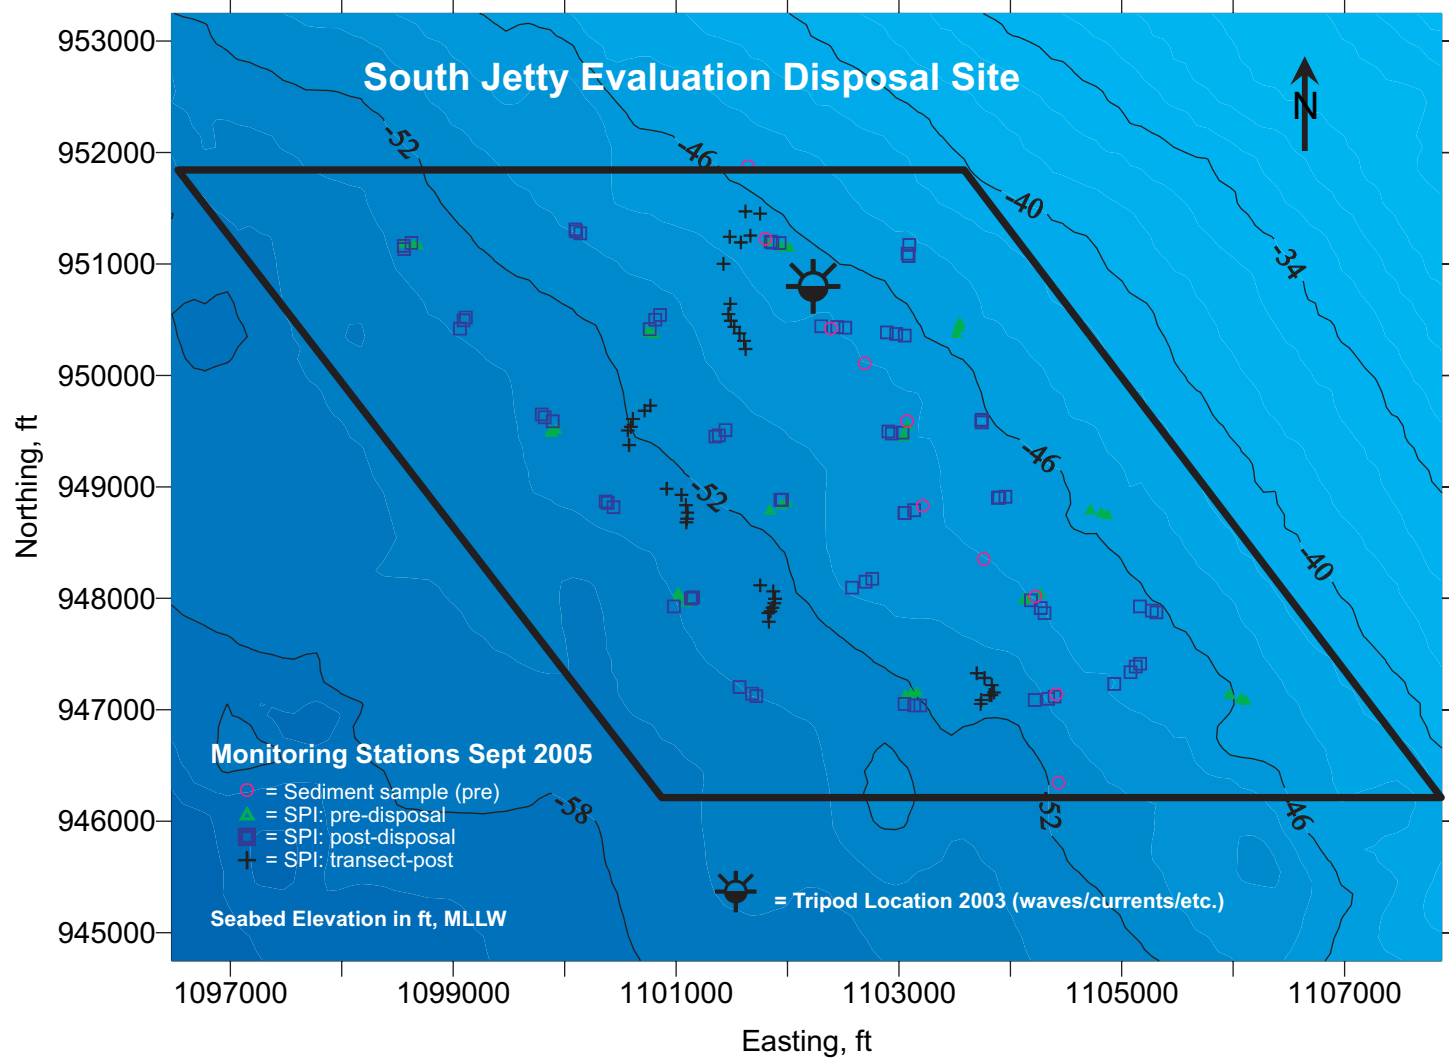 South Jetty Evaluation Disposal Site
N
953000
952000
951000
950000
949000
948000
947000
946000
945000
Northing, ft
-52
-46
-40
-34
-46
-52
-40
-58
-52
-46
Monitoring Stations Sept 2005
= Sediment sample (pre)
= SPI: pre-disposal
= SPI: post-disposal
= SPI: transect-post
Seabed Elevation in ft, MLLW
= Tripod Location 2003 (waves/currents/etc.)
1097000 1099000 1101000 1103000 1105000 1107000
Easting, ft